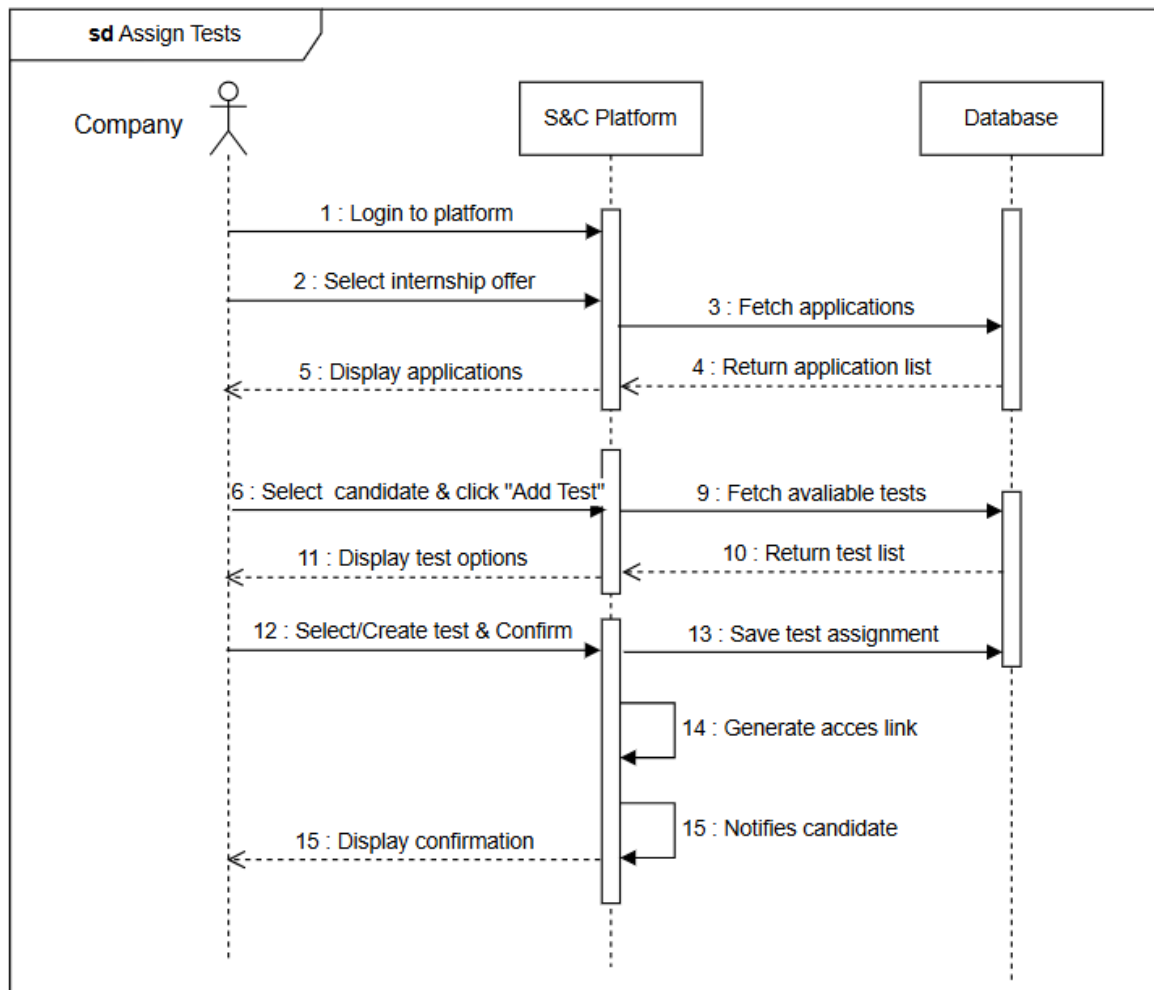 sd Assign Tests
Company
S&C Platform
Database
1 : Login to platform
2 : Select internship offer
3 : Fetch applications
4 : Return application list
5 : Display applications
6 : Select candidate & click "Add Test"
9 : Fetch avaliable tests
10 : Return test list
11 : Display test options
12 : Select/Create test & Confirm
13 : Save test assignment
14 : Generate acces link
15 : Notifies candidate
15 : Display confirmation